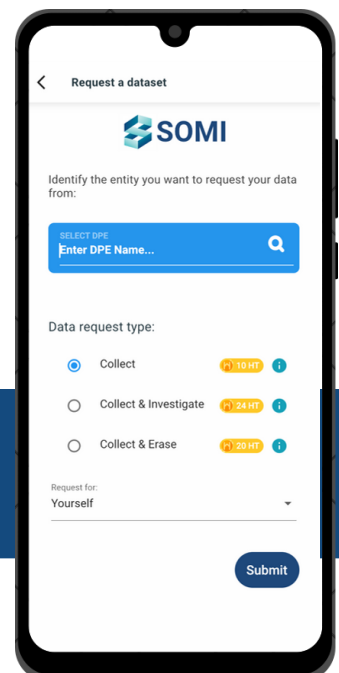 Request a dataset
SOMI
Identify the entity you want to request your data
from:
SELECT DPE
Enter DPE Name...
Data request type:
Collect
10 HT
i
Collect & Investigate
24 HT
i
Collect & Erase
20 HT
i
Request for:
Yourself
Submit